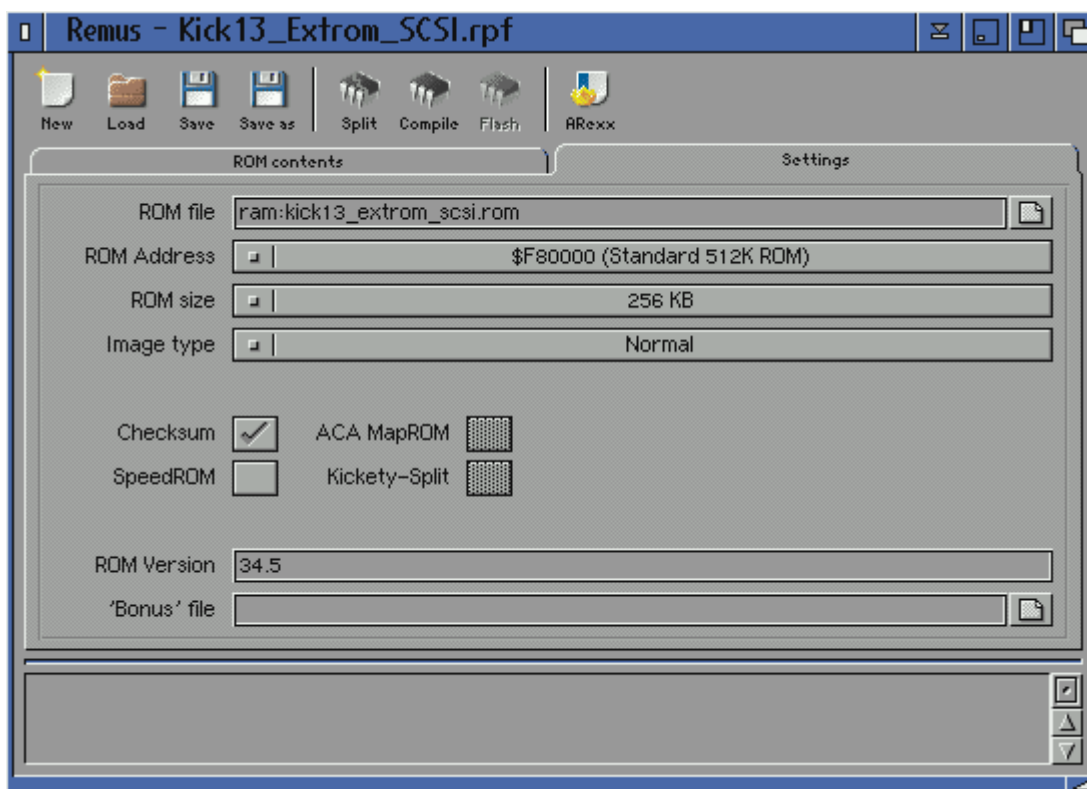 Remus - Kick13_Extrom_SCSI.rpf
New Load Save Save as Split Compile Flash ARexx
ROM contents Settings
ROM file ram:kick13_extrom_scsi.rom
ROM Address $F80000 (Standard 512K ROM)
ROM size 256 KB
Image type Normal
Checksum ACA MapROM
SpeedROM Kickety-Split
ROM Version 34.5
'Bonus' file